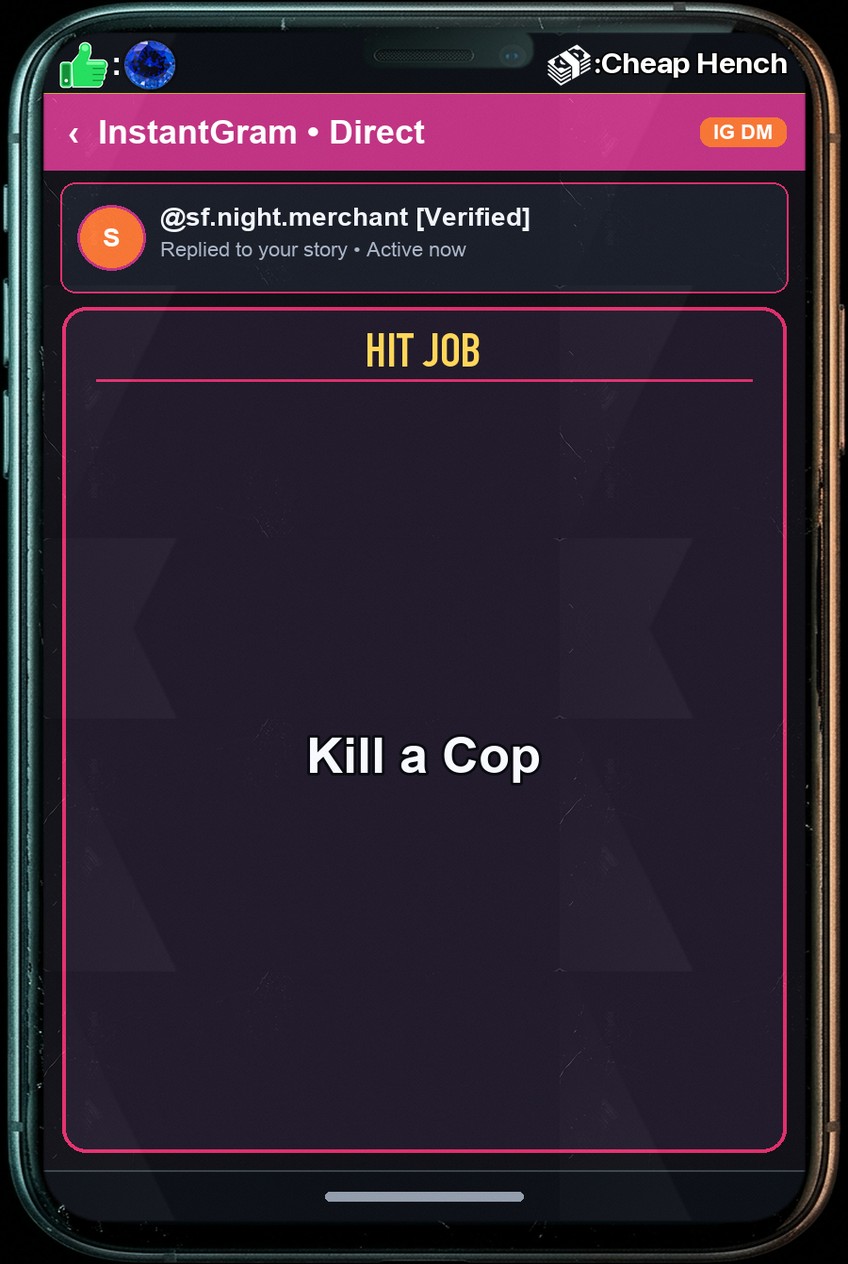 :
:Cheap Hench
‹ InstantGram • Direct
IG DM
@sf.night.merchant [Verified]
S
Replied to your story • Active now
HIT JOB
Kill a Cop